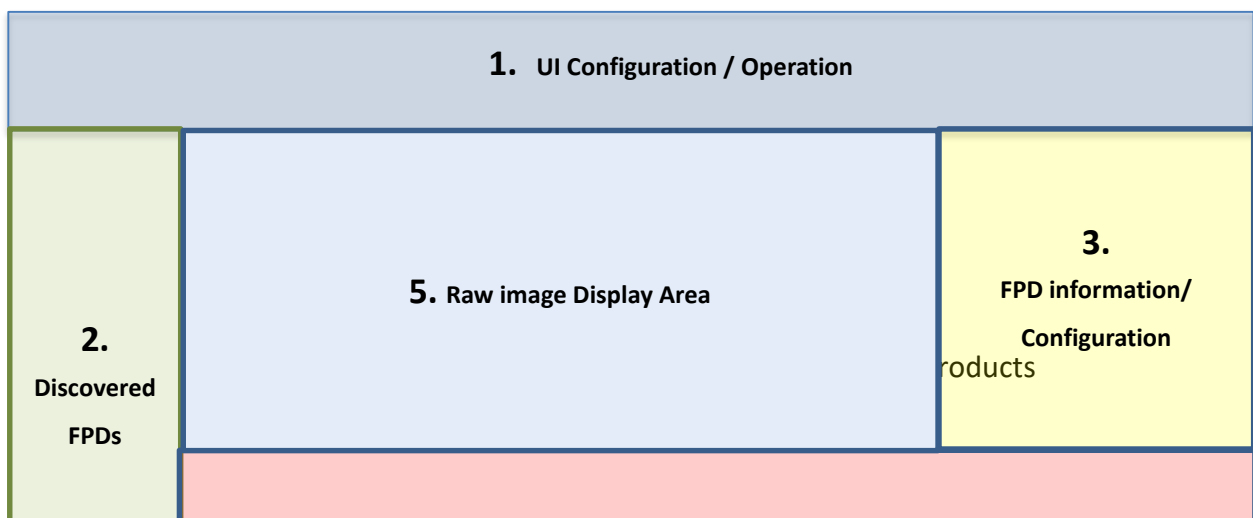 1. UI Configuration / Operation
5. Raw image Display Area
3.
FPD information/
Configuration
roducts
2.
Discovered
FPDs